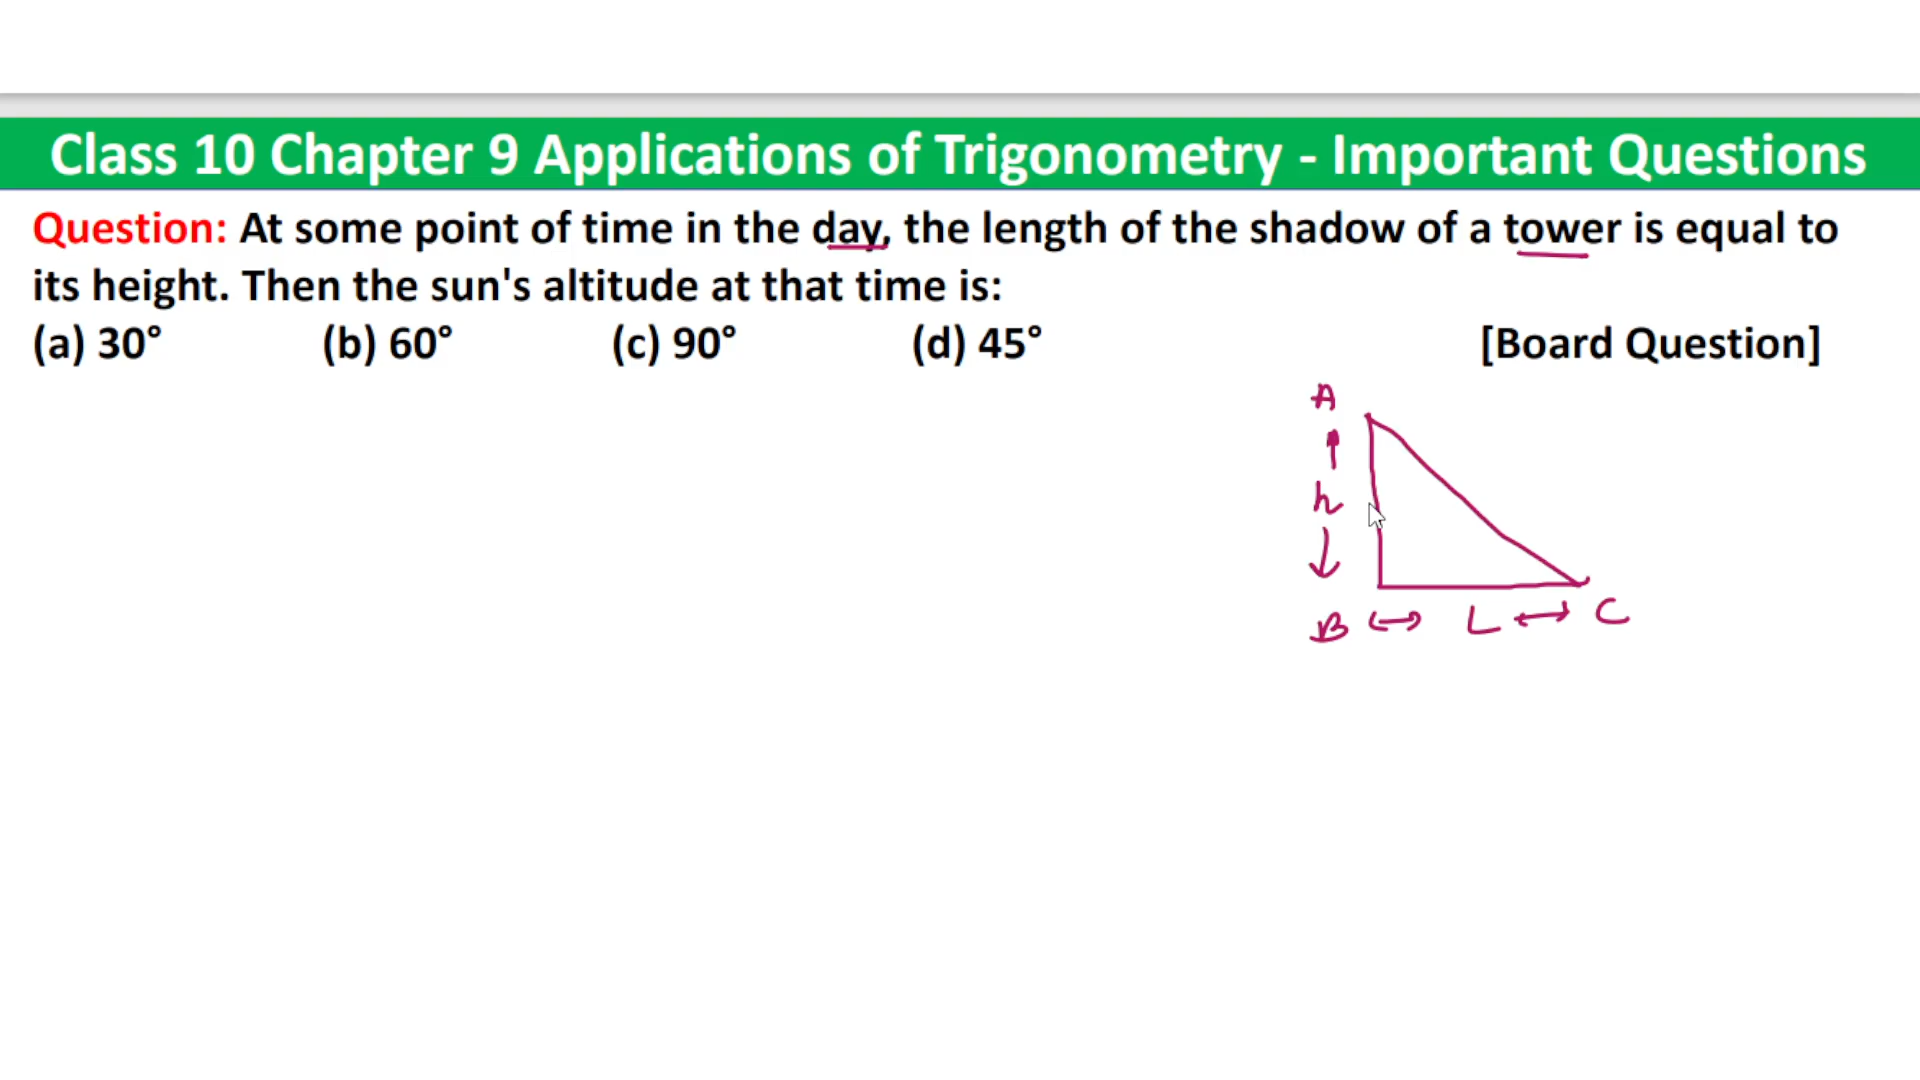 Class 10 Chapter 9 Applications of Trigonometry - Important Questions
Question: At some point of time in the day, the length of the shadow of a tower is equal to
its height. Then the sun's altitude at that time is:
(a) 30° (b) 60° (c) 90° (d) 45° [Board Question]
A
h
B L C